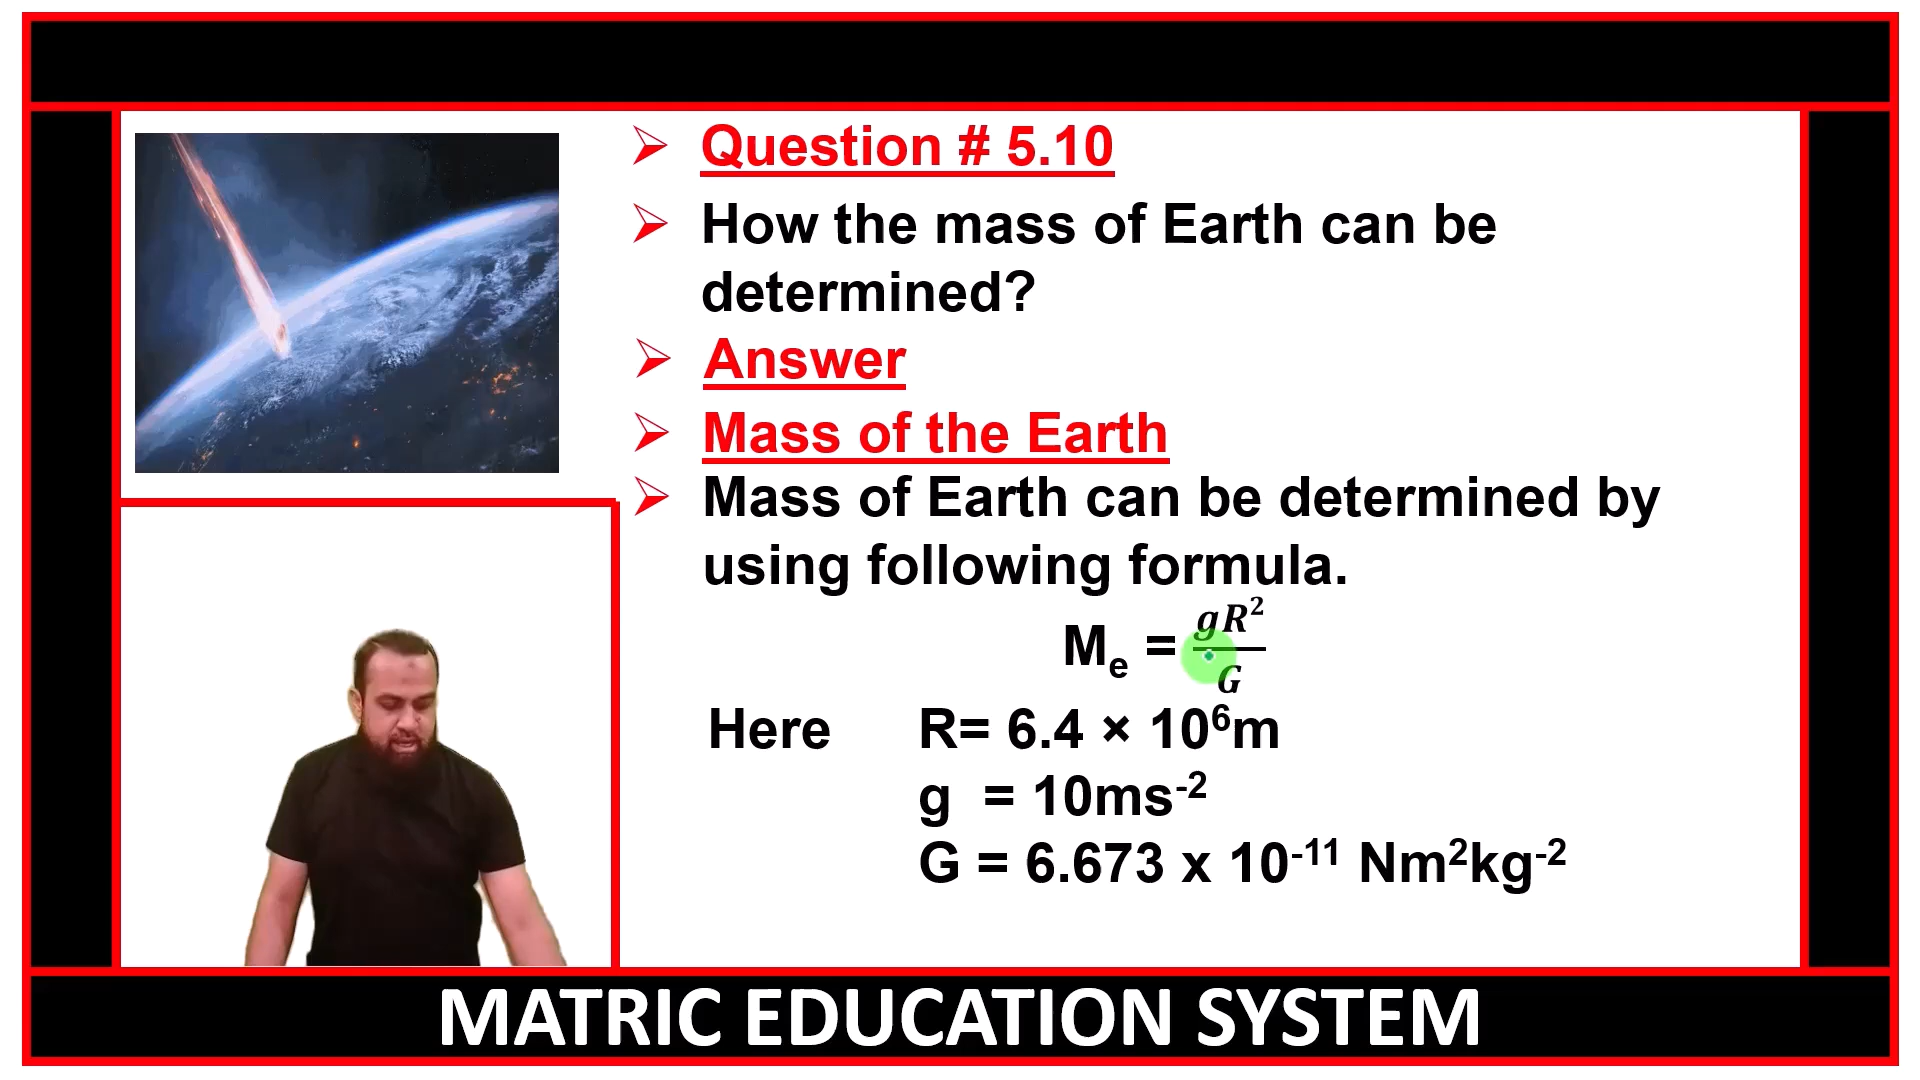 Question # 5.10
How the mass of Earth can be
determined?
Answer
Mass of the Earth
Mass of Earth can be determined by
using following formula.
Mₑ = gR²/G
Here R= 6.4 × 10⁶m
g = 10ms⁻²
G = 6.673 x 10⁻¹¹ Nm²kg⁻²
MATRIC EDUCATION SYSTEM